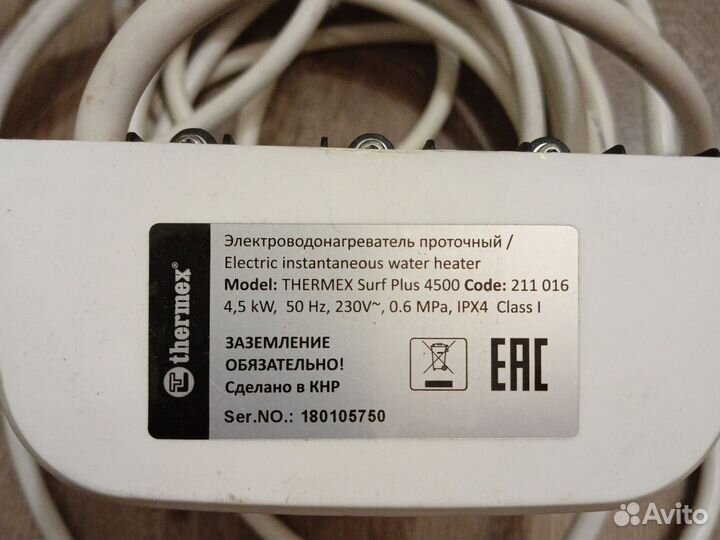 thermex®
Электроводонагреватель проточный /
Electric instantaneous water heater
Model: THERMEX Surf Plus 4500 Code: 211 016
4,5 kW, 50 Hz, 230V~, 0.6 MPa, IPX4 Class I
ЗАЗЕМЛЕНИЕ
ОБЯЗАТЕЛЬНО!
Сделано в КНР
EAC
Ser.NO.: 180105750
Avito